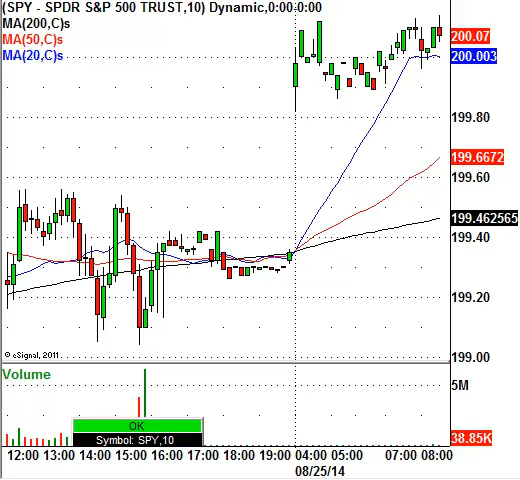 (SPY - SPDR S&P 500 TRUST,10) Dynamic,0:00-0:00
MA(200,C)s
MA(50,C)s
MA(20,C)s
200.07
200.003
199.80
199.6672
199.60
199.462565
199.40
199.20
199.00
© eSignal, 2011
Volume
5M
38.85K
OK
Symbol: SPY,10
12:00 13:00 14:00 15:00 16:00 17:00 18:00 19:00 04:00 05:00 07:00 08:00
08/25/14